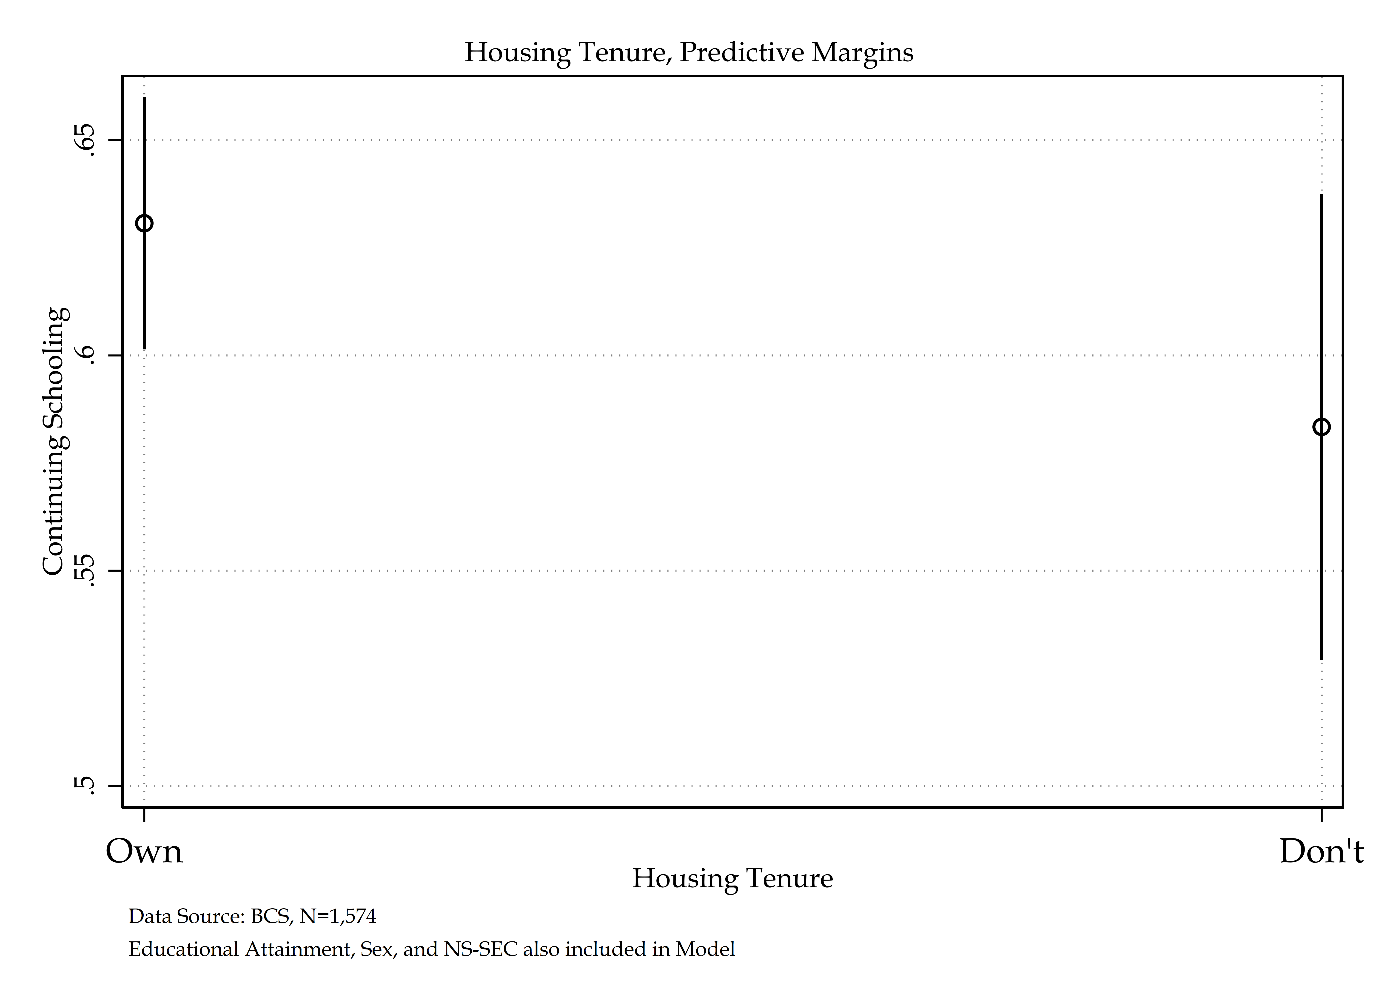 Housing Tenure, Predictive Margins
.65
.6
.55
.5
Continuing Schooling
Own
Don't
Housing Tenure
Data Source: BCS, N=1,574
Educational Attainment, Sex, and NS-SEC also included in Model